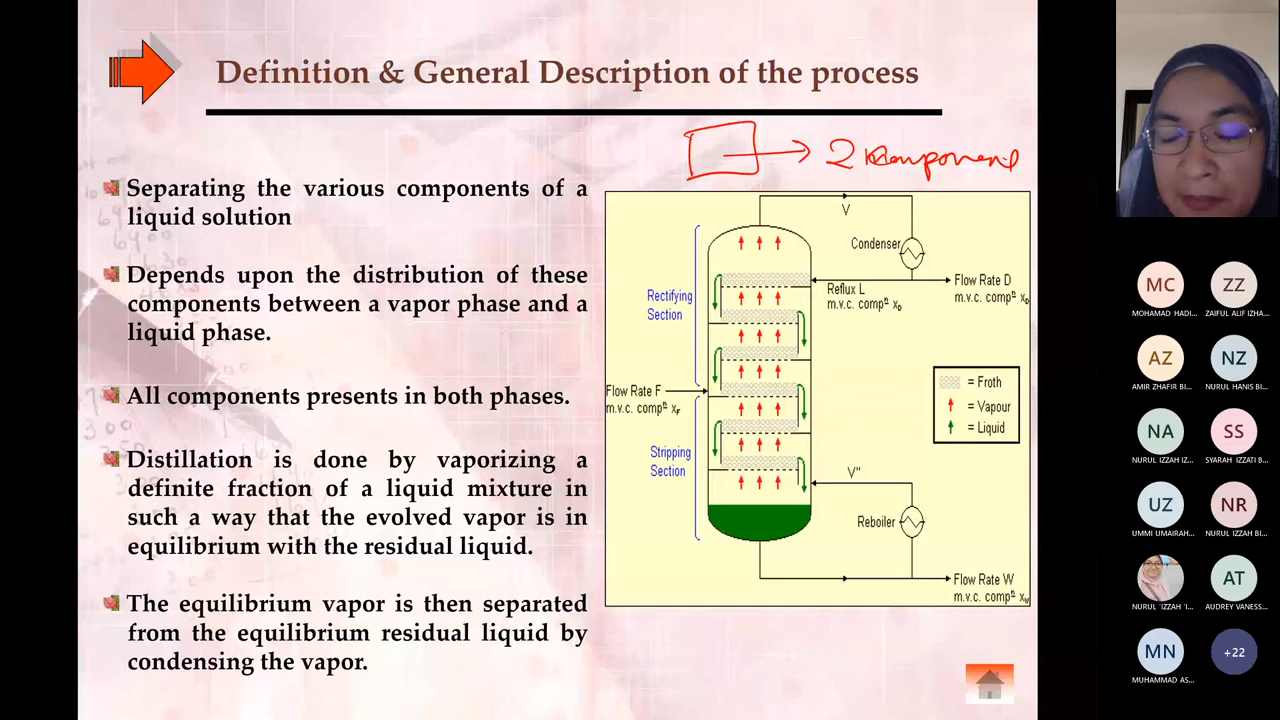 Definition & General Description of the process
2 Komponen
Separating the various components of a
liquid solution
Depends upon the distribution of these
components between a vapor phase and a
liquid phase.
All components presents in both phases.
Distillation is done by vaporizing a
definite fraction of a liquid mixture in
such a way that the evolved vapor is in
equilibrium with the residual liquid.
The equilibrium vapor is then separated
from the equilibrium residual liquid by
condensing the vapor.
V
Condenser
Flow Rate D
m.v.c. compⁿ x_D
Reflux L
m.v.c. compⁿ x_D
Rectifying
Section
Flow Rate F
m.v.c. compⁿ x_F
= Froth
= Vapour
= Liquid
Stripping
Section
V"
Reboiler
Flow Rate W
m.v.c. compⁿ x_W
MC
MOHAMAD HADI...
ZZ
ZAIFUL ALIF IZHA...
AZ
AMIR ZHAFIR BI...
NZ
NURUL HANIS BI...
NA
NURUL IZZAH IZ...
SS
SYARAH IZZATI B...
UZ
UMMI UMAIRAH...
NR
NURUL IZZAH BI...
NURUL 'IZZAH 'I...
AT
AUDREY VANESS...
MN
MUHAMMAD AS...
+22